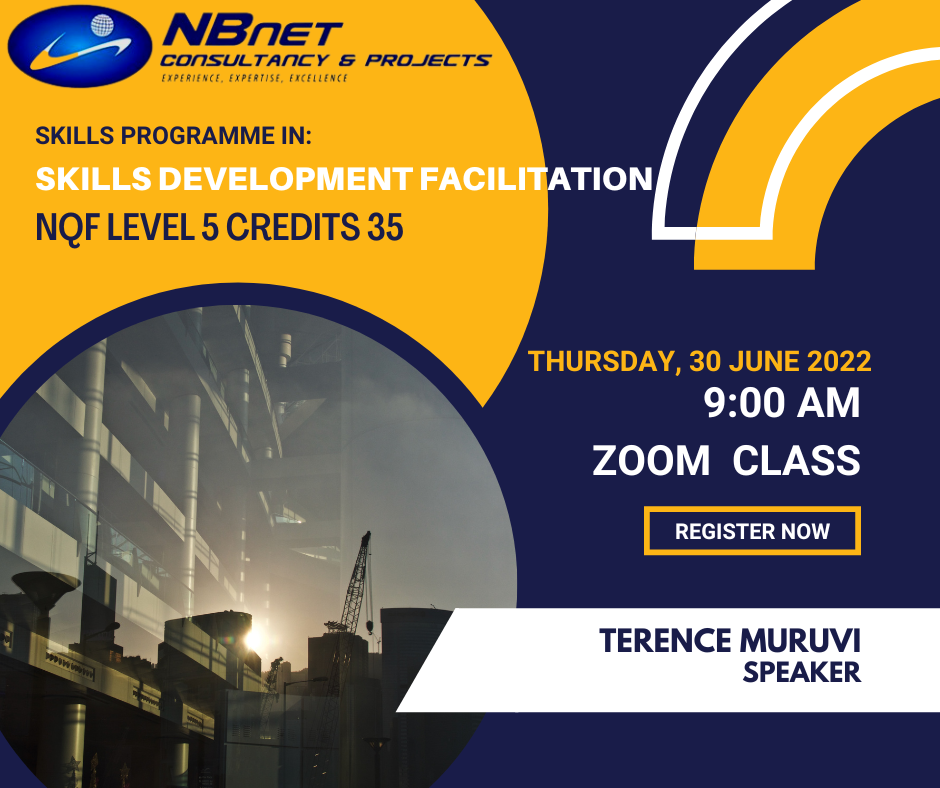 NBNET
CONSULTANCY & PROJECTS
EXPERIENCE, EXPERTISE, EXCELLENCE
SKILLS PROGRAMME IN:
SKILLS DEVELOPMENT FACILITATION
NQF LEVEL 5 CREDITS 35
THURSDAY, 30 JUNE 2022
9:00 AM
ZOOM CLASS
REGISTER NOW
TERENCE MURUVI
SPEAKER